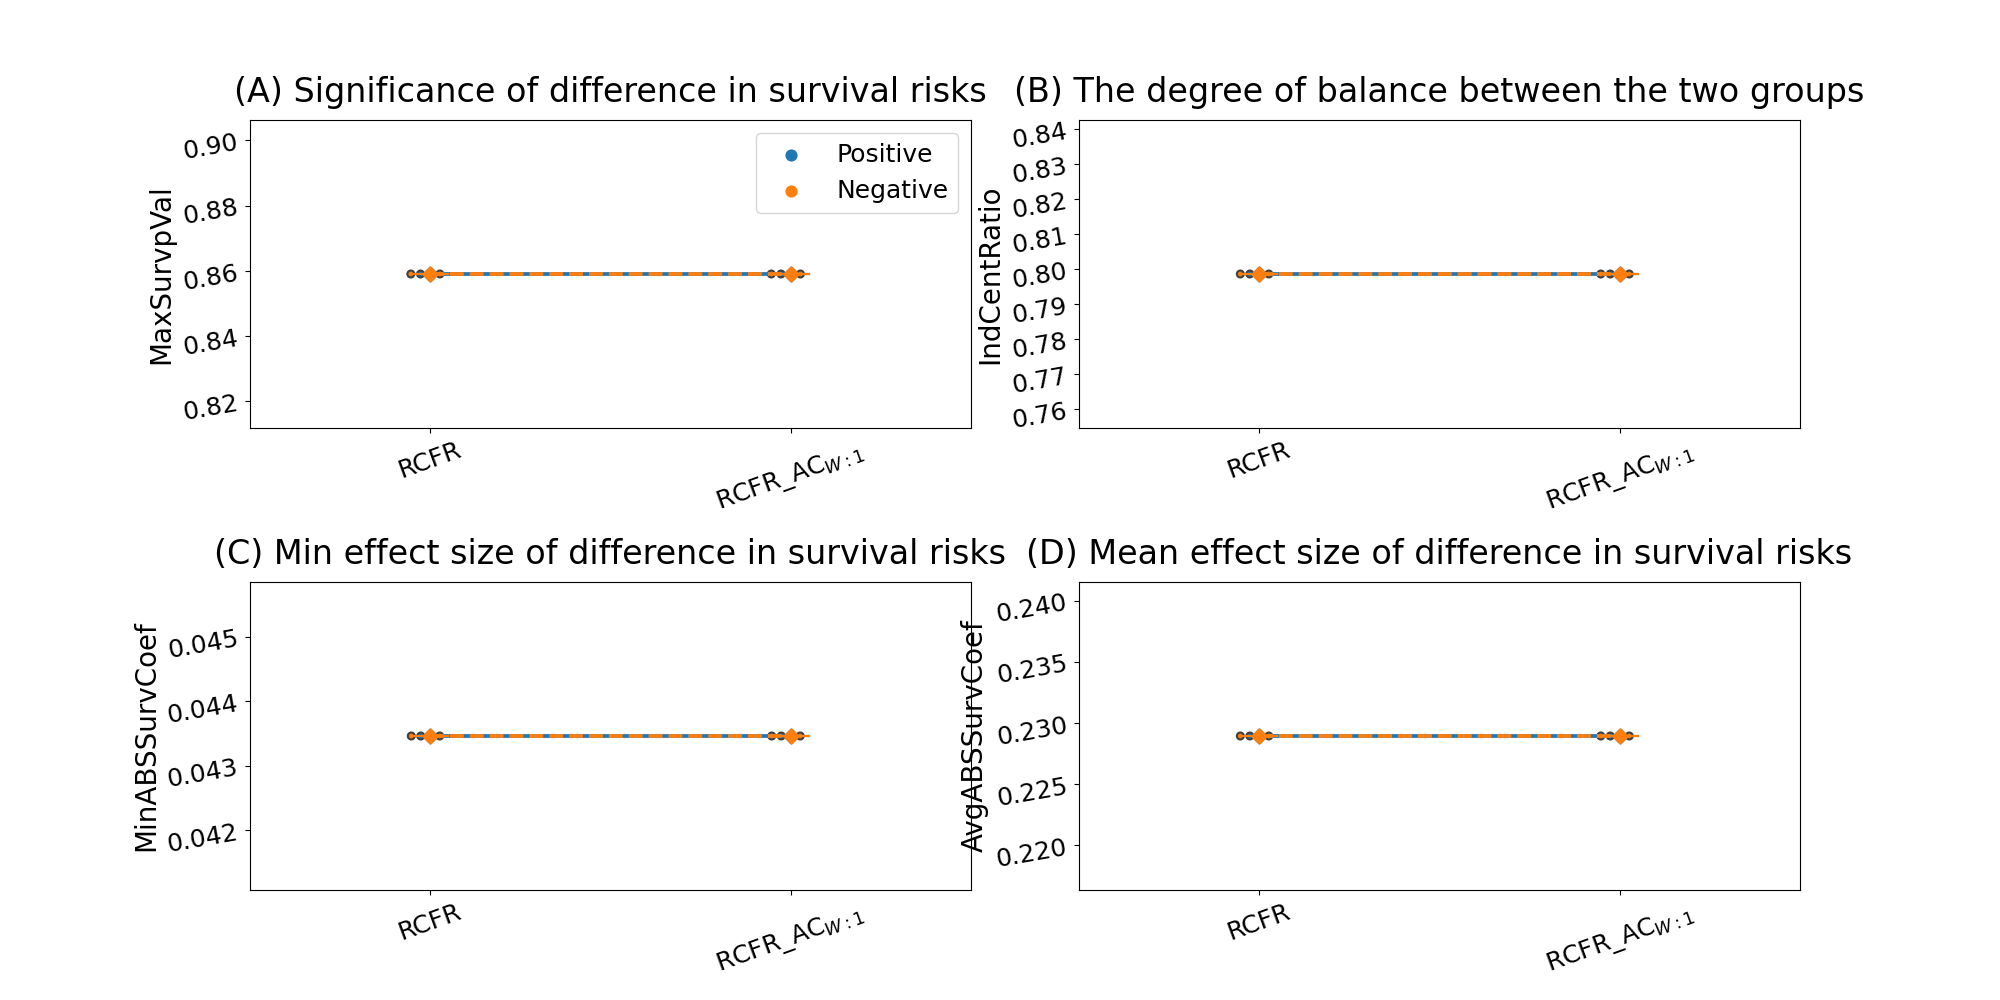 (A) Significance of difference in survival risks
MaxSurvpVal
0.90
0.88
0.86
0.84
0.82
Positive
Negative
RCFR
RCFR_AC_{W:1}
(B) The degree of balance between the two groups
IndCentRatio
0.84
0.83
0.82
0.81
0.80
0.79
0.78
0.77
0.76
RCFR
RCFR_AC_{W:1}
(C) Min effect size of difference in survival risks
MinABSSurvCoef
0.045
0.044
0.043
0.042
RCFR
RCFR_AC_{W:1}
(D) Mean effect size of difference in survival risks
AvgABSSurvCoef
0.240
0.235
0.230
0.225
0.220
RCFR
RCFR_AC_{W:1}